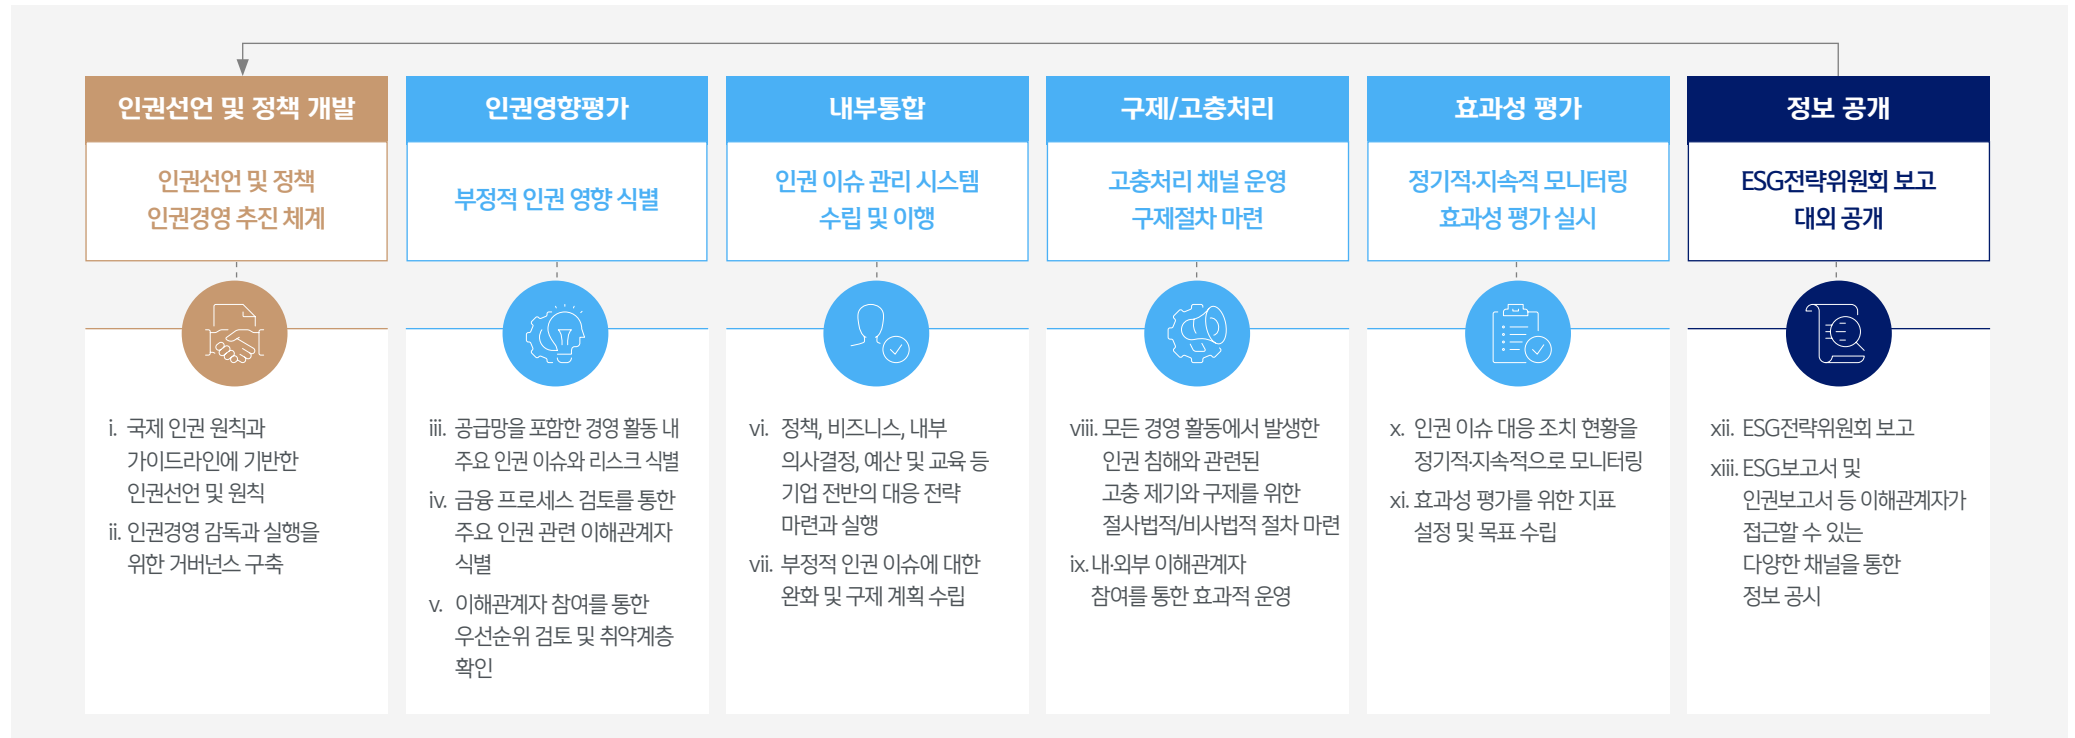 인권선언 및 정책 개발
인권선언 및 정책
인권경영 추진 체계
i. 국제 인권 원칙과
가이드라인에 기반한
인권선언 및 원칙
ii. 인권경영 감독과 실행을
위한 거버넌스 구축
인권영향평가
부정적 인권 영향 식별
iii. 공급망을 포함한 경영 활동 내
주요 인권 이슈와 리스크 식별
iv. 금융 프로세스 검토를 통한
주요 인권 관련 이해관계자
식별
v. 이해관계자 참여를 통한
우선순위 검토 및 취약계층
확인
내부통합
인권 이슈 관리 시스템
수립 및 이행
vi. 정책, 비즈니스, 내부
의사결정, 예산 및 교육 등
기업 전반의 대응 전략
마련과 실행
vii. 부정적 인권 이슈에 대한
완화 및 구제 계획 수립
구제/고충처리
고충처리 채널 운영
구제절차 마련
viii. 모든 경영 활동에서 발생한
인권 침해와 관련된
고충 제기와 구제를 위한
절사법적/비사법적 절차 마련
ix. 내·외부 이해관계자
참여를 통한 효과적 운영
효과성 평가
정기적·지속적 모니터링
효과성 평가 실시
x. 인권 이슈 대응 조치 현황을
정기적·지속적으로 모니터링
xi. 효과성 평가를 위한 지표
설정 및 목표 수립
정보 공개
ESG전략위원회 보고
대외 공개
xii. ESG전략위원회 보고
xiii. ESG보고서 및
인권보고서 등 이해관계자가
접근할 수 있는
다양한 채널을 통한
정보 공시